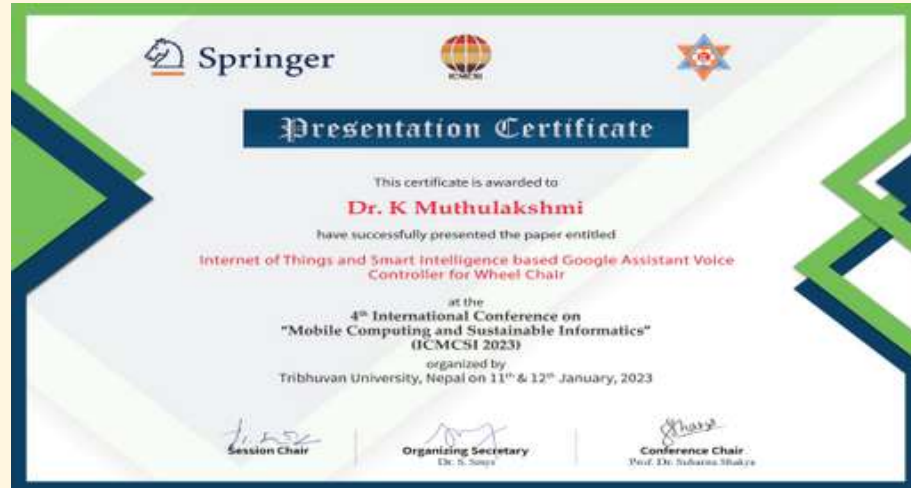 Springer
ICMCSI
Presentation Certificate
This certificate is awarded to
Dr. K Muthulakshmi
have successfully presented the paper entitled
Internet of Things and Smart Intelligence based Google Assistant Voice
Controller for Wheel Chair
at the
4th International Conference on
"Mobile Computing and Sustainable Informatics"
(ICMCSI 2023)
organized by
Tribhuvan University, Nepal on 11th & 12th January, 2023
Session Chair
Organizing Secretary
Dr. S.
Conference Chair
Prof. Dr. Subarna Shakya